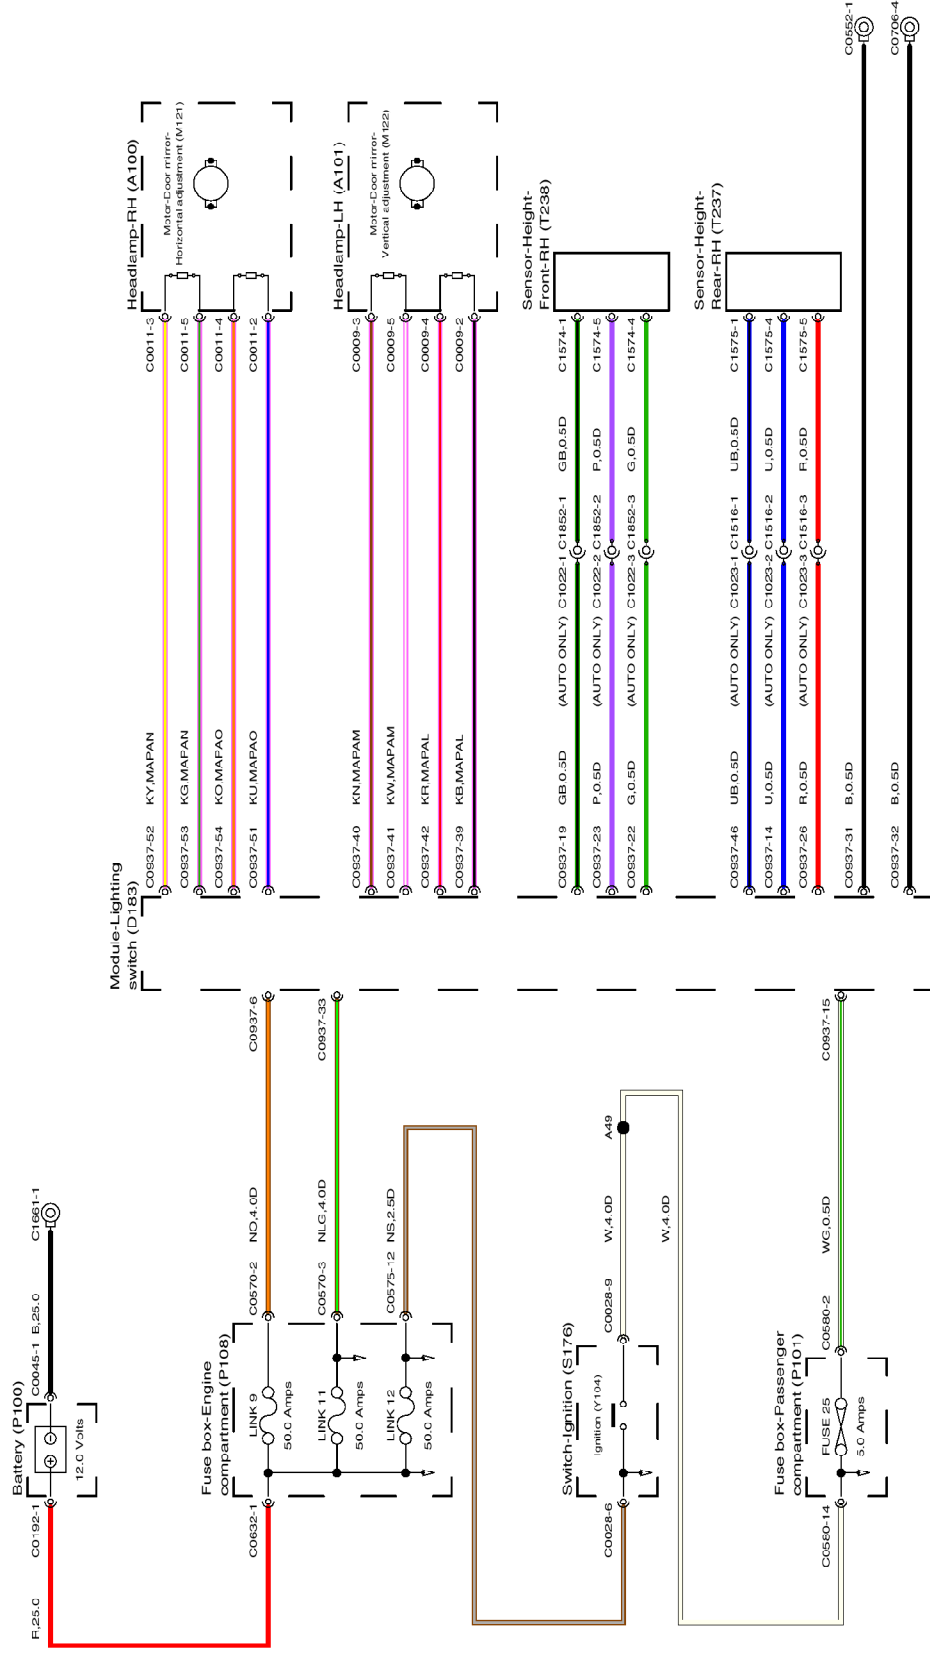 C0552-1
C0706-4
Headlamp-RH (A100)
Motor-Door mirror-
Horizontal adjustment (M121)
C0011-3
C0011-5
C0011-4
C0011-2
KY,MAPAN
KG,MAPAN
KO,MAPAO
KU,MAPAO
C0937-52
C0937-53
C0937-54
C0937-51
Headlamp-LH (A101)
Motor-Door mirror-
Vertical adjustment (M122)
C0009-3
C0009-5
C0009-4
C0009-2
KN,MAPAM
KW,MAPAM
KR,MAPAL
KB,MAPAL
C0937-40
C0937-41
C0937-42
C0937-39
Sensor-Height-
Front-RH (T238)
C1574-1
C1574-5
C1574-4
GB,0.5D
P,0.5D
G,0.5D
C1852-1
C1852-2
C1852-3
C1022-1
C1022-2
C1022-3
(AUTO ONLY)
(AUTO ONLY)
(AUTO ONLY)
GB,0.5D
P,0.5D
G,0.5D
C0937-19
C0937-23
C0937-22
Sensor-Height-
Rear-RH (T237)
C1575-1
C1575-4
C1575-5
UB,0.5D
U,0.5D
R,0.5D
C1516-1
C1516-2
C1516-3
C1023-1
C1023-2
C1023-3
(AUTO ONLY)
(AUTO ONLY)
(AUTO ONLY)
UB,0.5D
U,0.5D
R,0.5D
B,0.5D
B,0.5D
C0937-46
C0937-14
C0937-26
C0937-31
C0937-32
Module-Lighting
switch (D183)
C0937-6
C0937-33
C0937-15
NO,4.0D
NLG,4.0D
NS,2.5D
C0570-2
C0570-3
C0575-12
A49
W,4.0D
W,4.0D
WG,0.5D
C0028-9
C0580-2
C1661-1
B,25.0
C0045-1
Battery (P100)
12.0 Volts
C0192-1
R,25.0
Fuse box-Engine
compartment (P108)
LINK 9
50.0 Amps
LINK 11
50.0 Amps
LINK 12
50.0 Amps
C0632-1
Switch-Ignition (S176)
Ignition (Y104)
C0028-6
Fuse box-Passenger
compartment (P101)
FUSE 25
5.0 Amps
C0580-14